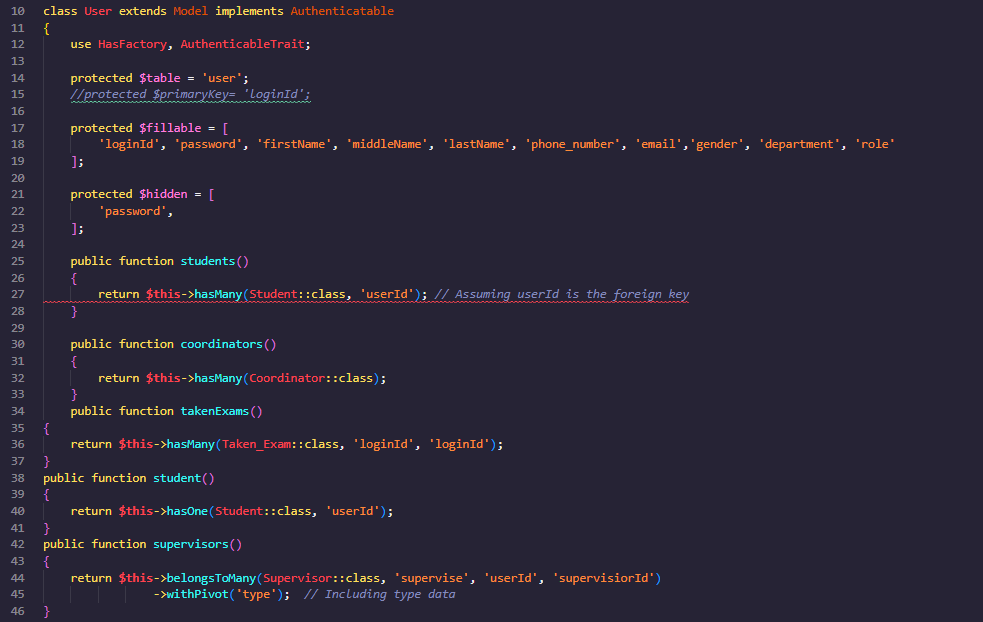 10 class User extends Model implements Authenticatable
11 {
12     use HasFactory, AuthenticableTrait;
13
14     protected $table = 'user';
15     //protected $primaryKey= 'loginId';
16
17     protected $fillable = [
18         'loginId', 'password', 'firstName', 'middleName', 'lastName', 'phone_number', 'email','gender', 'department', 'role'
19     ];
20
21     protected $hidden = [
22         'password',
23     ];
24
25     public function students()
26     {
27         return $this->hasMany(Student::class, 'userId'); // Assuming userId is the foreign key
28     }
29
30     public function coordinators()
31     {
32         return $this->hasMany(Coordinator::class);
33     }
34     public function takenExams()
35 {
36     return $this->hasMany(Taken_Exam::class, 'loginId', 'loginId');
37 }
38 public function student()
39 {
40     return $this->hasOne(Student::class, 'userId');
41 }
42 public function supervisors()
43 {
44     return $this->belongsToMany(Supervisor::class, 'supervise', 'userId', 'supervisiorId')
45                 ->withPivot('type');  // Including type data
46 }